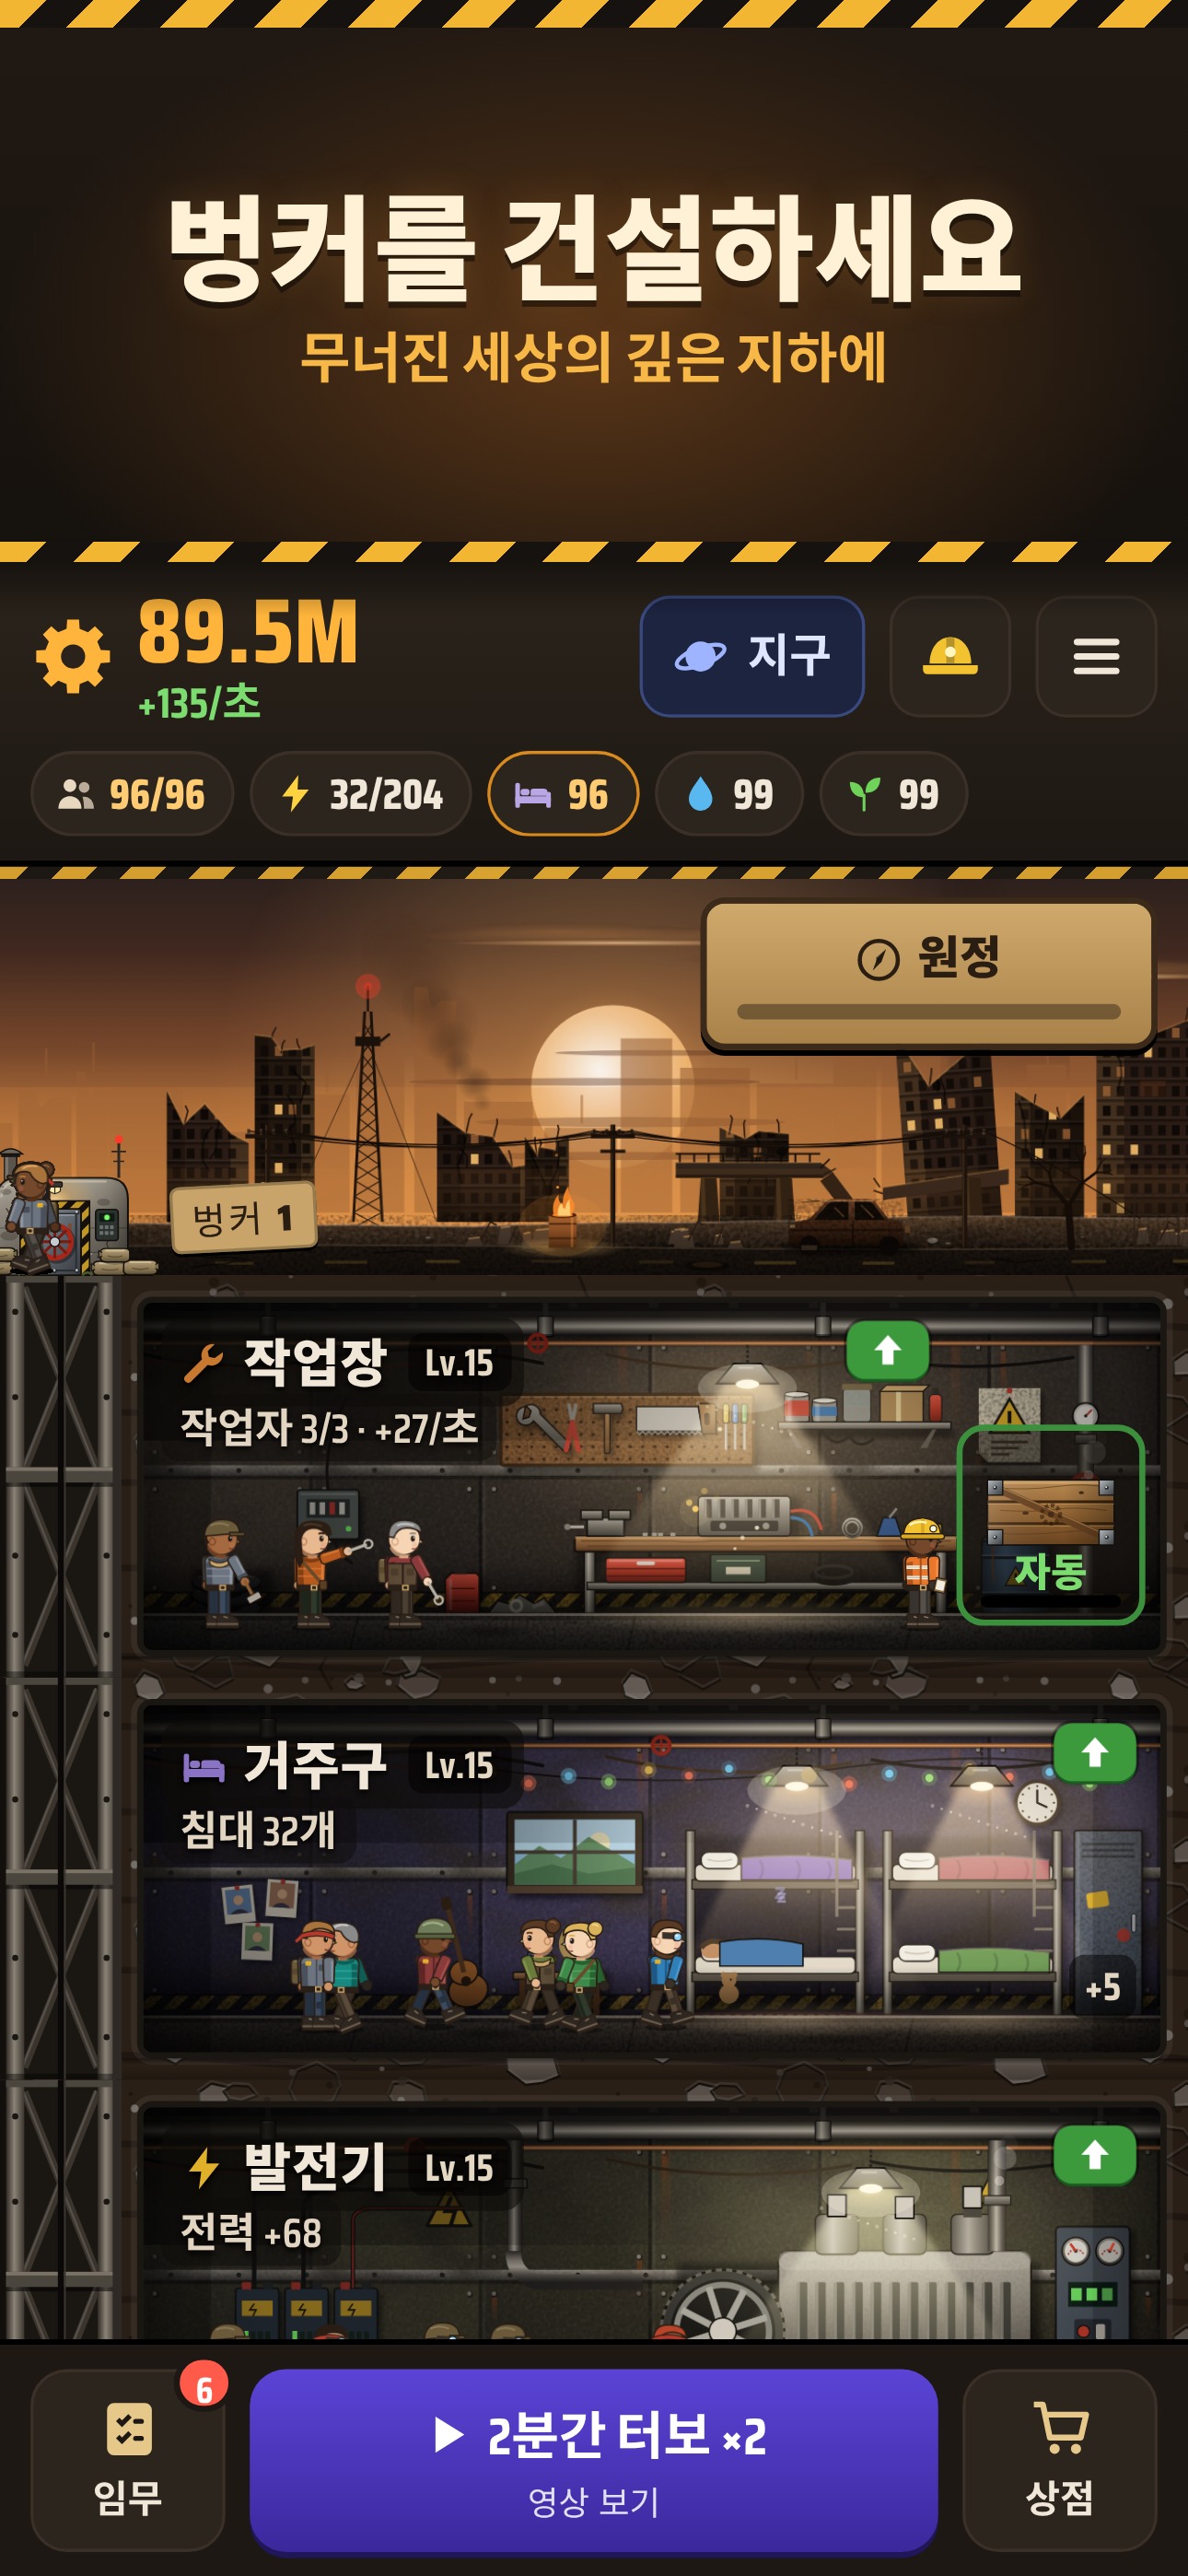 벙커를 건설하세요
무너진 세상의 깊은 지하에
89.5M
+135/초
지구
96/96
32/204
96
99
99
원정
벙커 1
작업장 Lv.15
작업자 3/3 · +27/초
자동
거주구 Lv.15
침대 32개
+5
발전기 Lv.15
전력 +68
6
임무
2분간 터보 ×2
영상 보기
상점